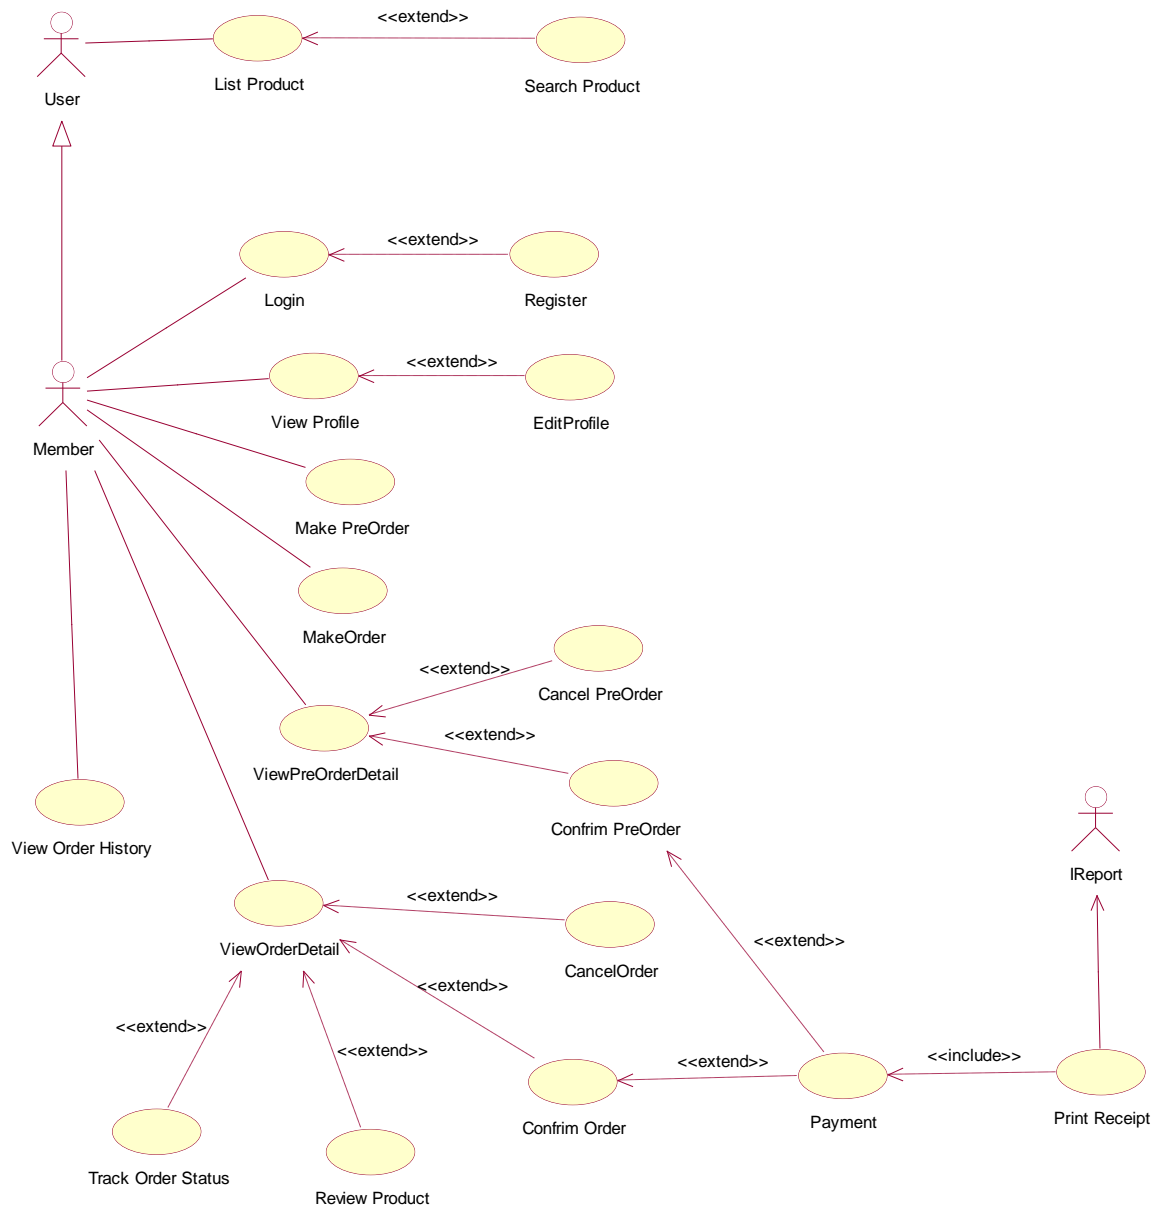 <<extend>>
List Product
Search Product
User
<<extend>>
Login
Register
<<extend>>
View Profile
EditProfile
Member
Make PreOrder
MakeOrder
<<extend>>
Cancel PreOrder
<<extend>>
ViewPreOrderDetail
Confrim PreOrder
View Order History
IReport
<<extend>>
ViewOrderDetail
CancelOrder
<<extend>>
<<extend>>
<<extend>>
<<extend>>
<<extend>>
<<include>>
Confrim Order
Payment
Print Receipt
Track Order Status
Review Product